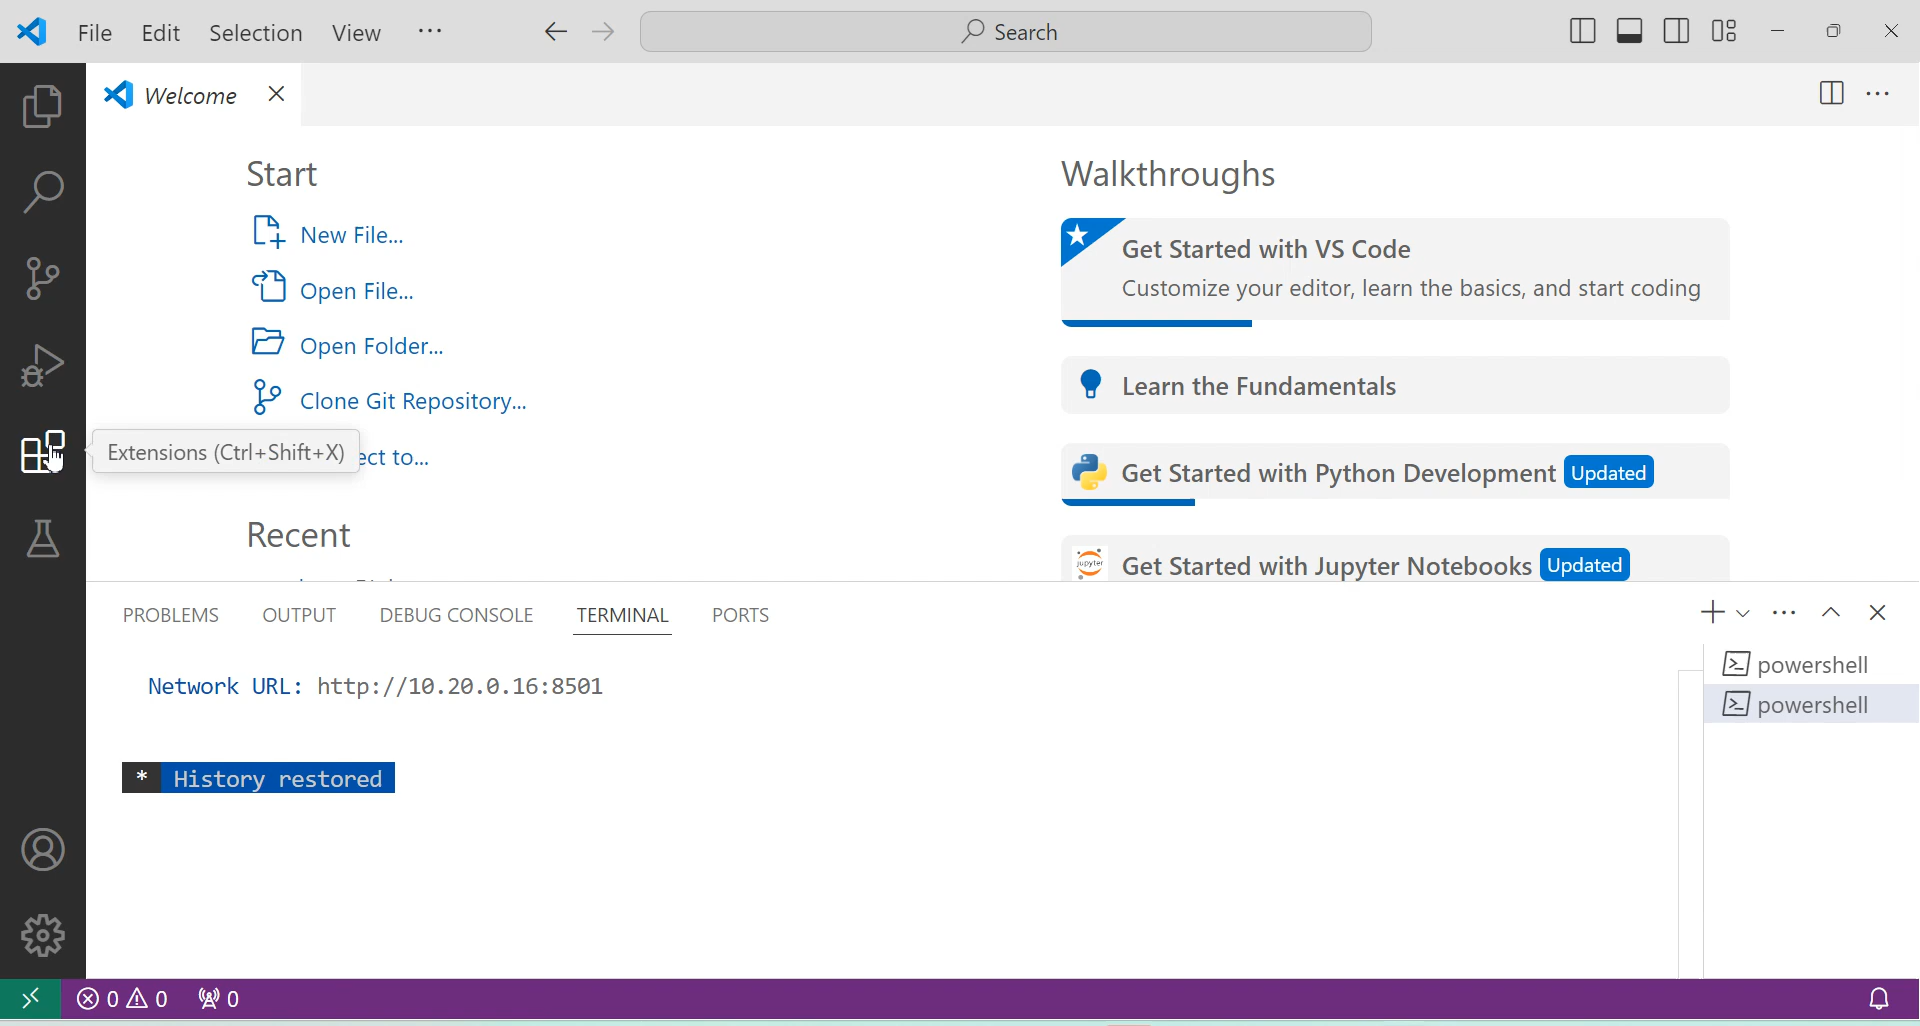 File Edit Selection View ... Search
Welcome
Start
New File...
Open File...
Open Folder...
Clone Git Repository...
Extensions (Ctrl+Shift+X) ect to...
Recent
Walkthroughs
Get Started with VS Code
Customize your editor, learn the basics, and start coding
Learn the Fundamentals
Get Started with Python Development Updated
jupyter Get Started with Jupyter Notebooks Updated
PROBLEMS OUTPUT DEBUG CONSOLE TERMINAL PORTS
Network URL: http://10.20.0.16:8501
* History restored
powershell
powershell
0 0 0